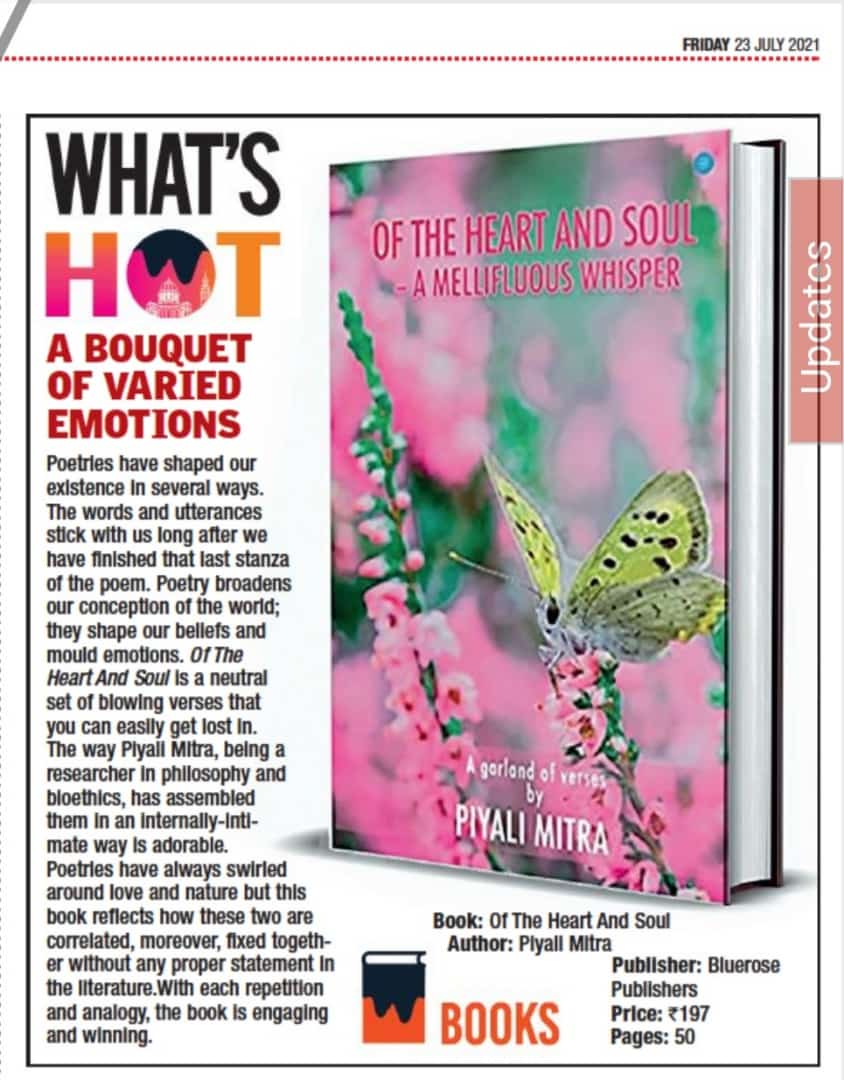 FRIDAY 23 JULY 2021
WHAT'S
HOT
A BOUQUET
OF VARIED
EMOTIONS
Poetries have shaped our
existence in several ways.
The words and utterances
stick with us long after we
have finished that last stanza
of the poem. Poetry broadens
our conception of the world;
they shape our beliefs and
mould emotions. Of The
Heart And Soul is a neutral
set of blowing verses that
you can easily get lost in.
The way Piyali Mitra, being a
researcher in philosophy and
bioethics, has assembled
them in an internally-inti-
mate way is adorable.
Poetries have always swirled
around love and nature but this
book reflects how these two are
correlated, moreover, fixed togeth-
er without any proper statement in
the literature.With each repetition
and analogy, the book is engaging
and winning.
OF THE HEART AND SOUL
- A MELLIFLUOUS WHISPER
A garland of verses
by
PIYALI MITRA
Book: Of The Heart And Soul
Author: Piyali Mitra
Publisher: Bluerose
Publishers
Price: ₹197
Pages: 50
BOOKS
Updates